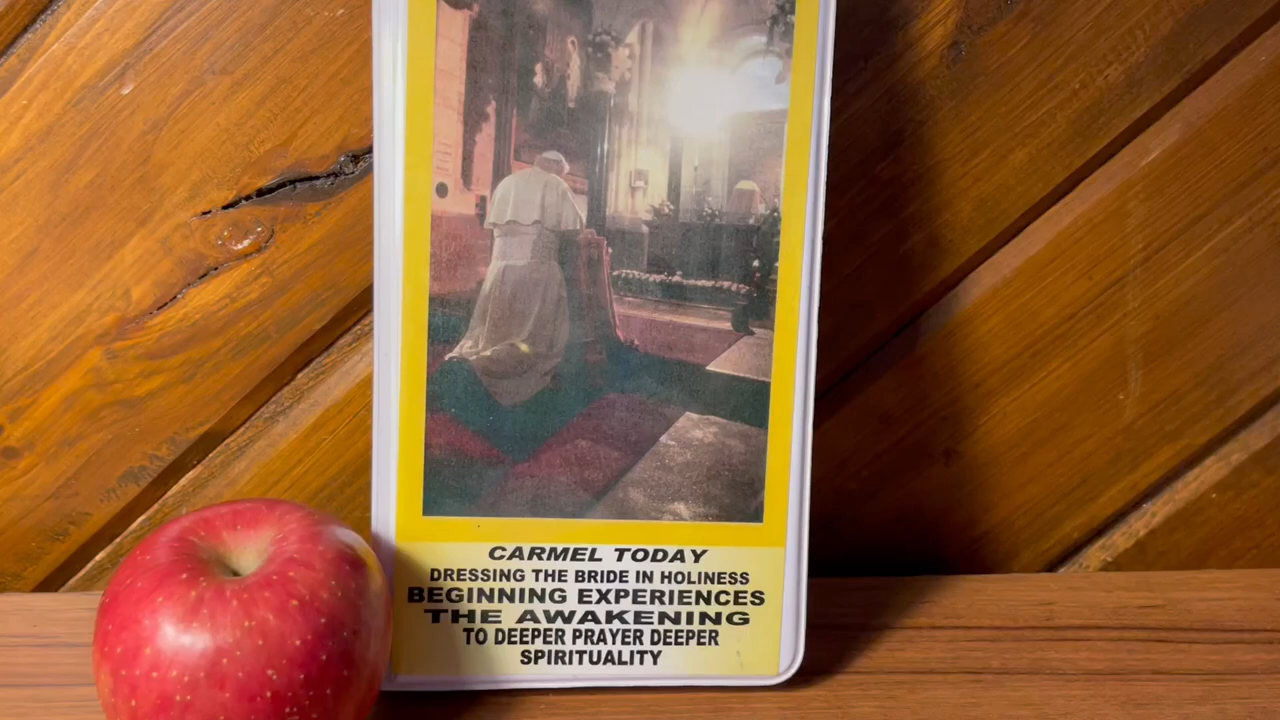 CARMEL TODAY
DRESSING THE BRIDE IN HOLINESS
BEGINNING EXPERIENCES
THE AWAKENING
TO DEEPER PRAYER DEEPER
SPIRITUALITY